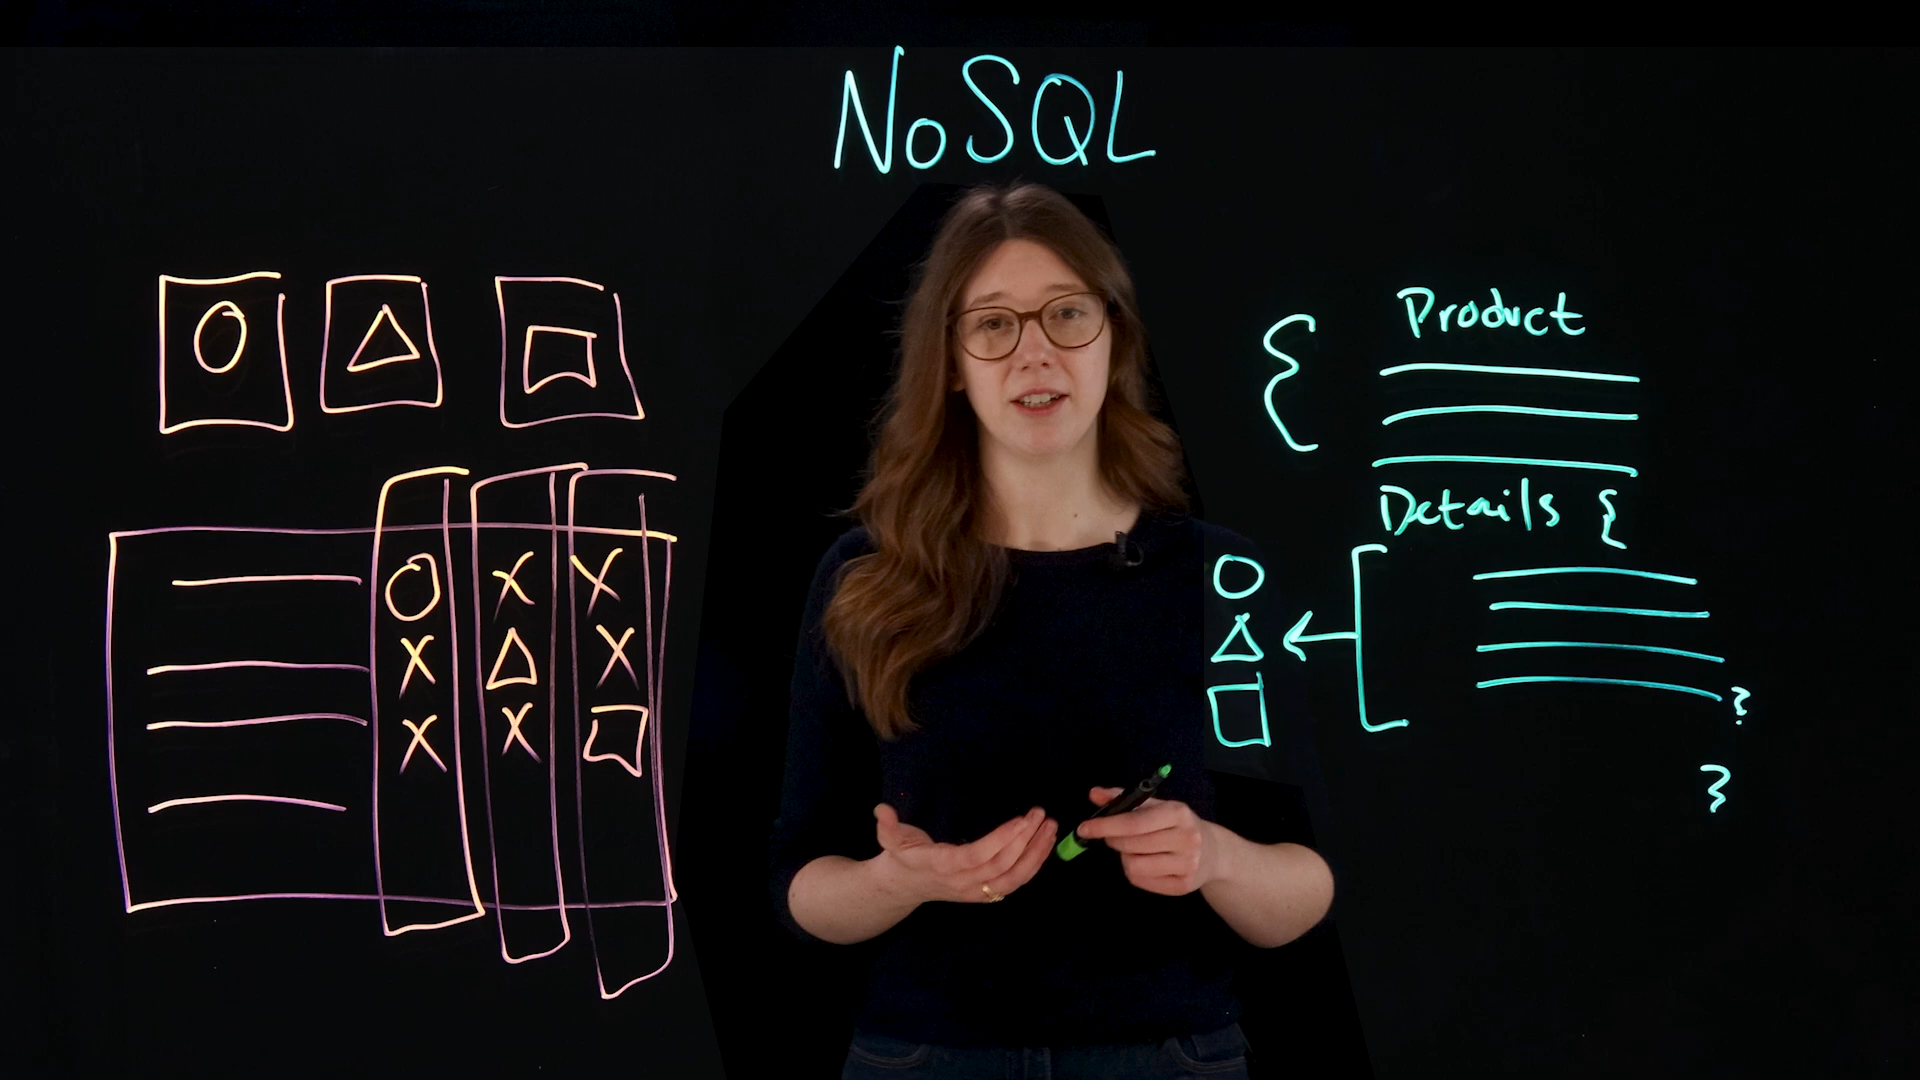 NoSQL
{ Product
Details {
O X X
X △ X
X X □
}
}